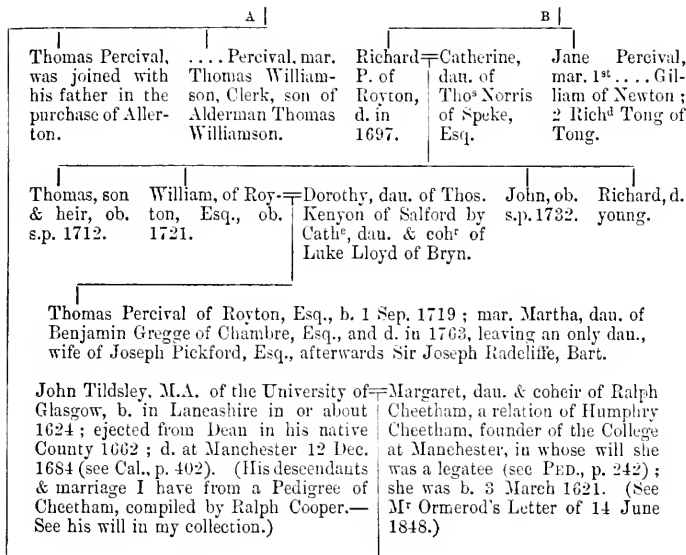 A B
Thomas Percival,
was joined with
his father in the
purchase of Aller-
ton.
.... Percival, mar.
Thomas William-
son, Clerk, son of
Alderman Thomas
Williamson.
Richard
P. of
Royton,
d. in
1697.
Catherine,
dau. of
Thoˢ Norris
of Speke,
Esq.
Jane Percival,
mar. 1ˢᵗ .... Gil-
liam of Newton ;
2 Richᵈ Tong of
Tong.
Thomas, son
& heir, ob.
s.p. 1712.
William, of Roy-
ton, Esq., ob.
1721.
Dorothy, dau. of Thos.
Kenyon of Salford by
Cathᵉ, dau. & cohʳ of
Luke Lloyd of Bryn.
John, ob.
s.p. 1732.
Richard, d.
young.
Thomas Percival of Royton, Esq., b. 1 Sep. 1719 ; mar. Martha, dau. of
Benjamin Gregge of Chambre, Esq., and d. in 1763, leaving an only dau.,
wife of Joseph Pickford, Esq., afterwards Sir Joseph Radcliffe, Bart.
John Tildsley, M.A. of the University of
Glasgow, b. in Lancashire in or about
1624 ; ejected from Dean in his native
County 1662 ; d. at Manchester 12 Dec.
1684 (see Cal., p. 402). (His descendants
& marriage I have from a Pedigree of
Cheetham, compiled by Ralph Cooper.—
See his will in my collection.)
Margaret, dau. & coheir of Ralph
Cheetham, a relation of Humphry
Cheetham, founder of the College
at Manchester, in whose will she
was a legatee (see PED., p. 242) ;
she was b. 3 March 1621. (See
Mʳ Ormerod's Letter of 14 June
1848.)